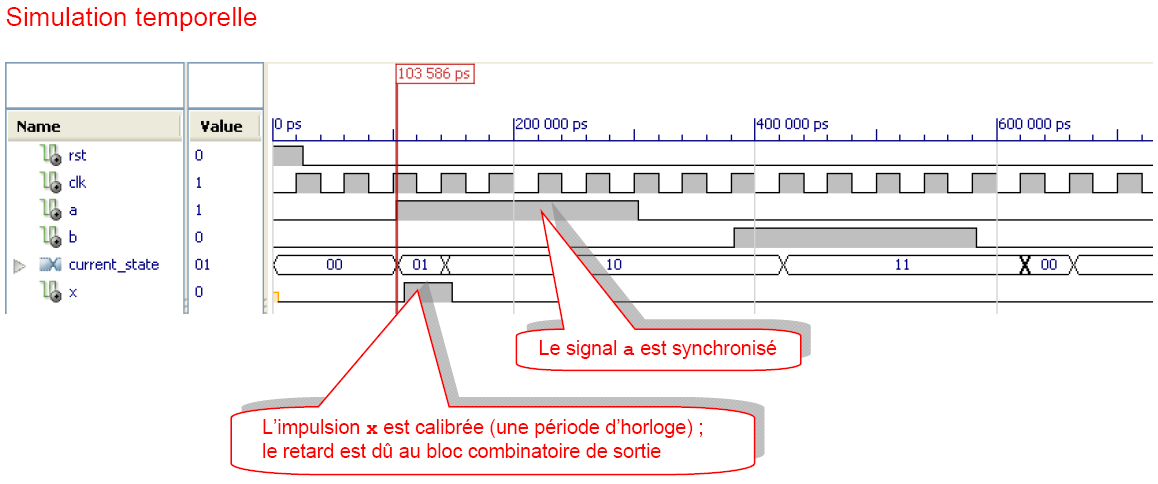 Simulation temporelle
103 586 ps
Name Value 0 ps 200 000 ps 400 000 ps 600 000 ps
rst 0
clk 1
a 1
b 0
current_state 01 00 01 10 11 00
x 0
Le signal a est synchronisé
L'impulsion x est calibrée (une période d'horloge) ;
le retard est dû au bloc combinatoire de sortie